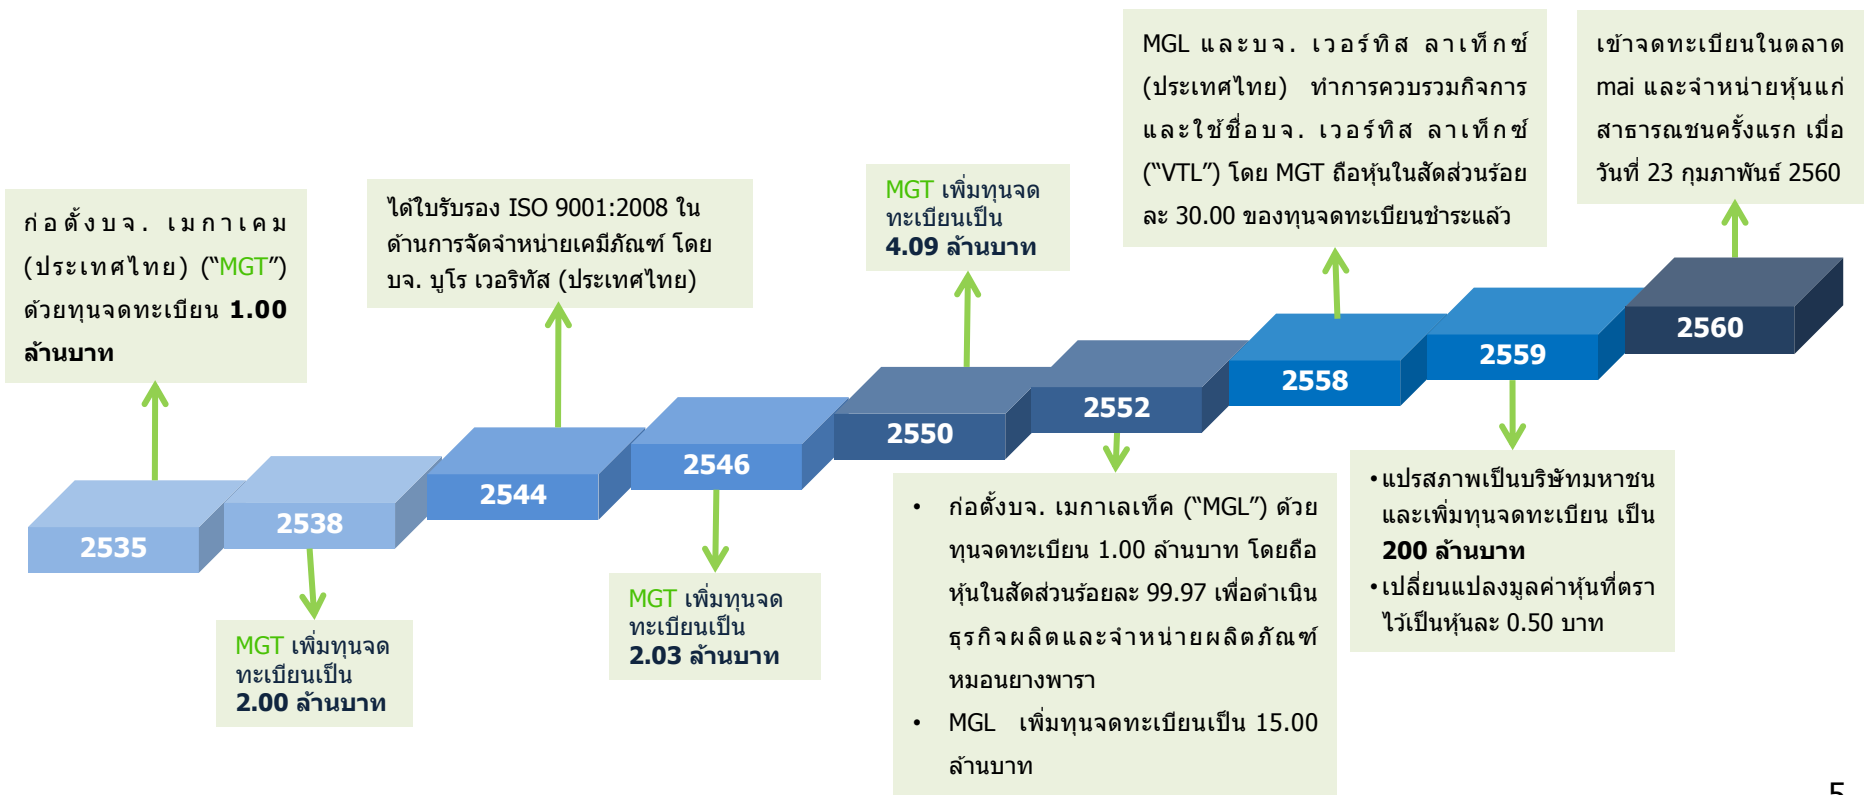 ก่อตั้งบจ. เมกาเคม
(ประเทศไทย) (“MGT”)
ด้วยทุนจดทะเบียน 1.00
ล้านบาท
ได้ใบรับรอง ISO 9001:2008 ใน
ด้านการจัดจำหน่ายเคมีภัณฑ์ โดย
บจ. บูโร เวอริทัส (ประเทศไทย)
MGT เพิ่มทุนจด
ทะเบียนเป็น
4.09 ล้านบาท
MGL และบจ. เวอร์ทิส ลาเท็กซ์
(ประเทศไทย) ทำการควบรวมกิจการ
และใช้ชื่อบจ. เวอร์ทิส ลาเท็กซ์
(“VTL”) โดย MGT ถือหุ้นในสัดส่วนร้อย
ละ 30.00 ของทุนจดทะเบียนชำระแล้ว
เข้าจดทะเบียนในตลาด
mai และจำหน่ายหุ้นแก่
สาธารณชนครั้งแรก เมื่อ
วันที่ 23 กุมภาพันธ์ 2560
2535
2538
2544
2546
2550
2552
2558
2559
2560
MGT เพิ่มทุนจด
ทะเบียนเป็น
2.00 ล้านบาท
MGT เพิ่มทุนจด
ทะเบียนเป็น
2.03 ล้านบาท
• ก่อตั้งบจ. เมกาเลเท็ค (“MGL”) ด้วย
ทุนจดทะเบียน 1.00 ล้านบาท โดยถือ
หุ้นในสัดส่วนร้อยละ 99.97 เพื่อดำเนิน
ธุรกิจผลิตและจำหน่ายผลิตภัณฑ์
หมอนยางพารา
• MGL เพิ่มทุนจดทะเบียนเป็น 15.00
ล้านบาท
• แปรสภาพเป็นบริษัทมหาชน
และเพิ่มทุนจดทะเบียน เป็น
200 ล้านบาท
• เปลี่ยนแปลงมูลค่าหุ้นที่ตรา
ไว้เป็นหุ้นละ 0.50 บาท
5